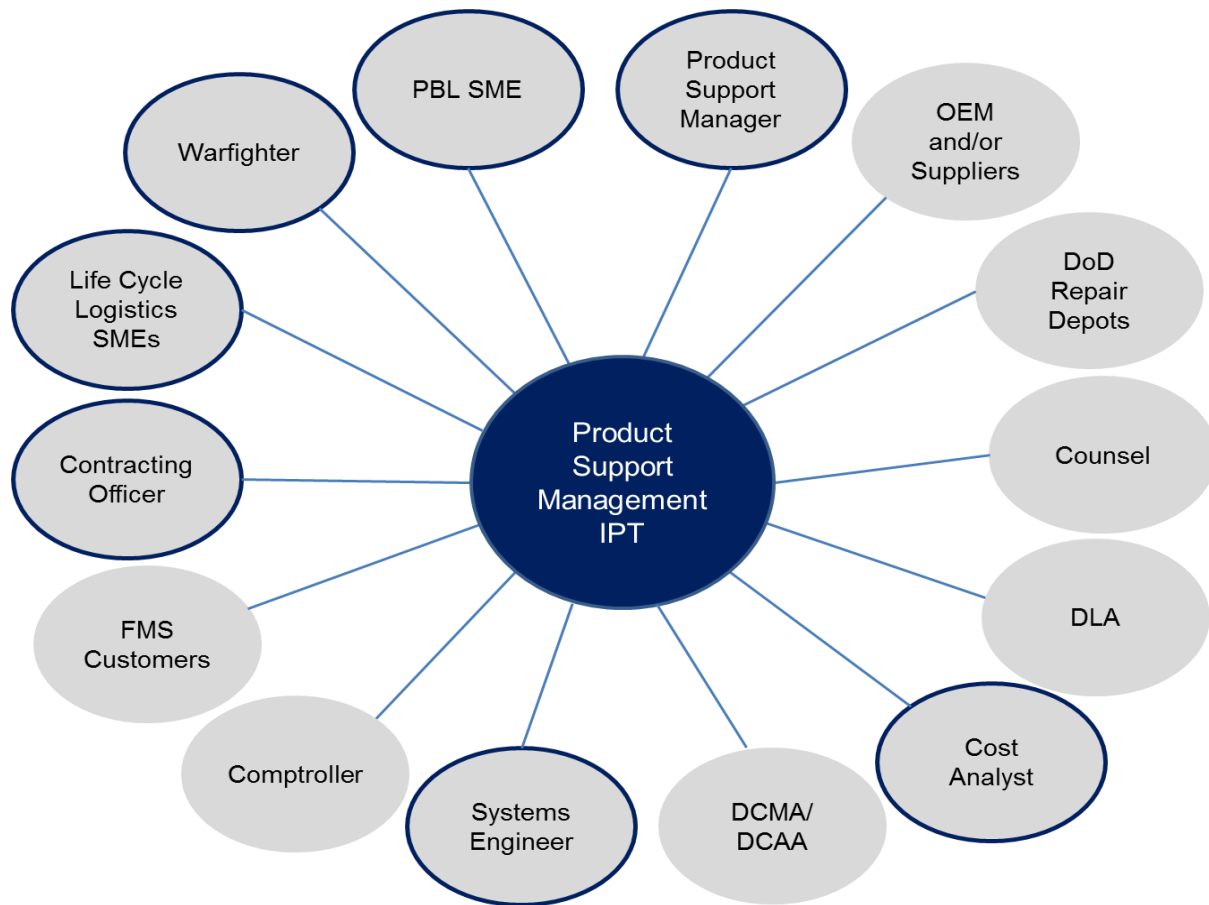 PBL SME
Product
Support
Manager
OEM
and/or
Suppliers
Warfighter
DoD
Repair
Depots
Life Cycle
Logistics
SMEs
Product
Support
Management
IPT
Counsel
Contracting
Officer
DLA
FMS
Customers
Cost
Analyst
Comptroller
Systems
Engineer
DCMA/
DCAA